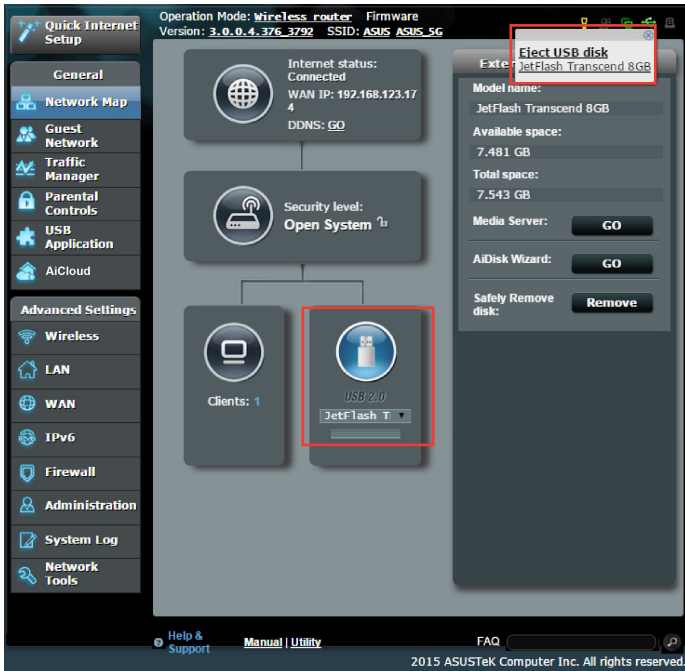 Quick Internet
Setup
Operation Mode: Wireless router Firmware
Version: 3.0.0.4.376_3792 SSID: ASUS ASUS_5G
Eject USB disk
JetFlash Transcend 8GB
General
Network Map
Guest
Network
Traffic
Manager
Parental
Controls
USB
Application
AiCloud
Advanced Settings
Wireless
LAN
WAN
IPv6
Firewall
Administration
System Log
Network
Tools
Internet status:
Connected
WAN IP: 192.168.123.17
4
DDNS: GO
Security level:
Open System
Clients: 1
USB 2.0
JetFlash T
Exte
Model name:
JetFlash Transcend 8GB
Available space:
7.481 GB
Total space:
7.543 GB
Media Server: GO
AiDisk Wizard: GO
Safely Remove
disk: Remove
Help &
Support
Manual | Utility
FAQ
2015 ASUSTeK Computer Inc. All rights reserved.